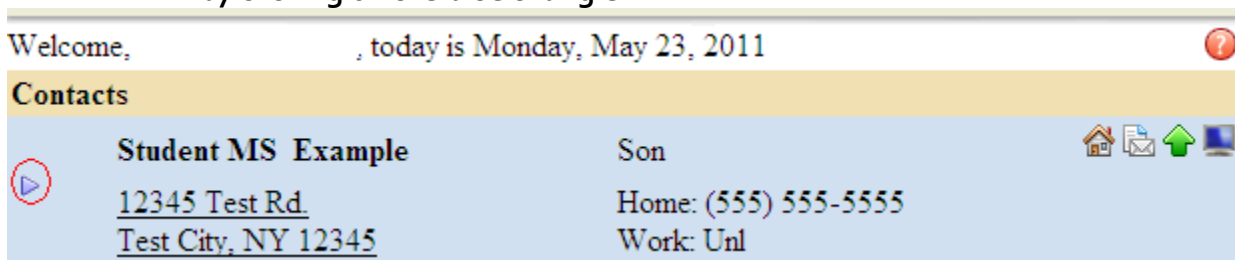 Welcome, , today is Monday, May 23, 2011
?
Contacts
Student MS Example Son
12345 Test Rd. Home: (555) 555-5555
Test City, NY 12345 Work: Unl